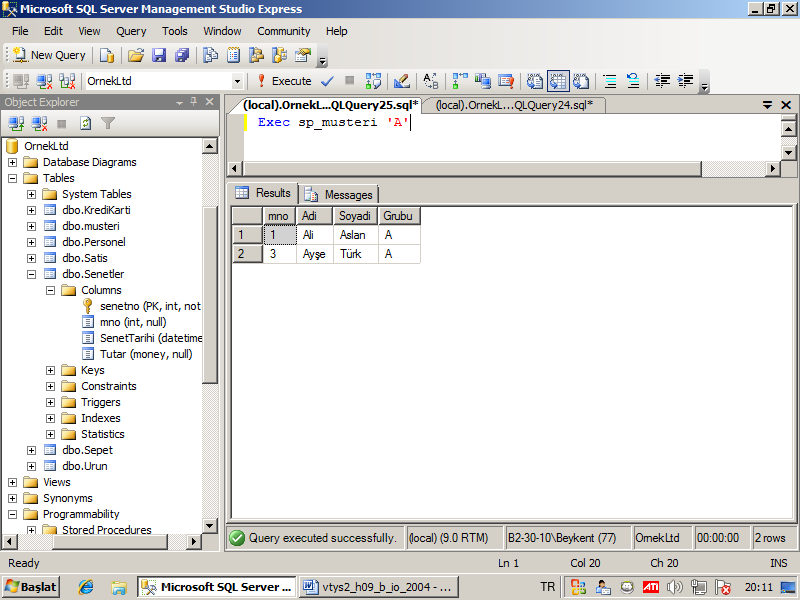 Microsoft SQL Server Management Studio Express
File Edit View Query Tools Window Community Help
New Query
OrnekLtd Execute
Object Explorer
(local).OrnekL...QLQuery25.sql* (local).OrnekL...QLQuery24.sql*
Exec sp_musteri 'A'
OrnekLtd
Database Diagrams
Tables
System Tables
dbo.KrediKarti
dbo.musteri
dbo.Personel
dbo.Satis
dbo.Senetler
Columns
senetno (PK, int, not
mno (int, null)
SenetTarihi (datetime
Tutar (money, null)
Keys
Constraints
Triggers
Indexes
Statistics
dbo.Sepet
dbo.Urun
Views
Synonyms
Programmability
Stored Procedures
Results Messages
mno Adi Soyadi Grubu
1 1 Ali Aslan A
2 3 Ayşe Türk A
Query executed successfully. (local) (9.0 RTM) B2-30-10\Beykent (77) OrnekLtd 00:00:00 2 rows
Ready Ln 1 Col 20 Ch 20 INS
Başlat Microsoft SQL Server ... vtys2_h09_b_io_2004 - ... TR ATI 20:11